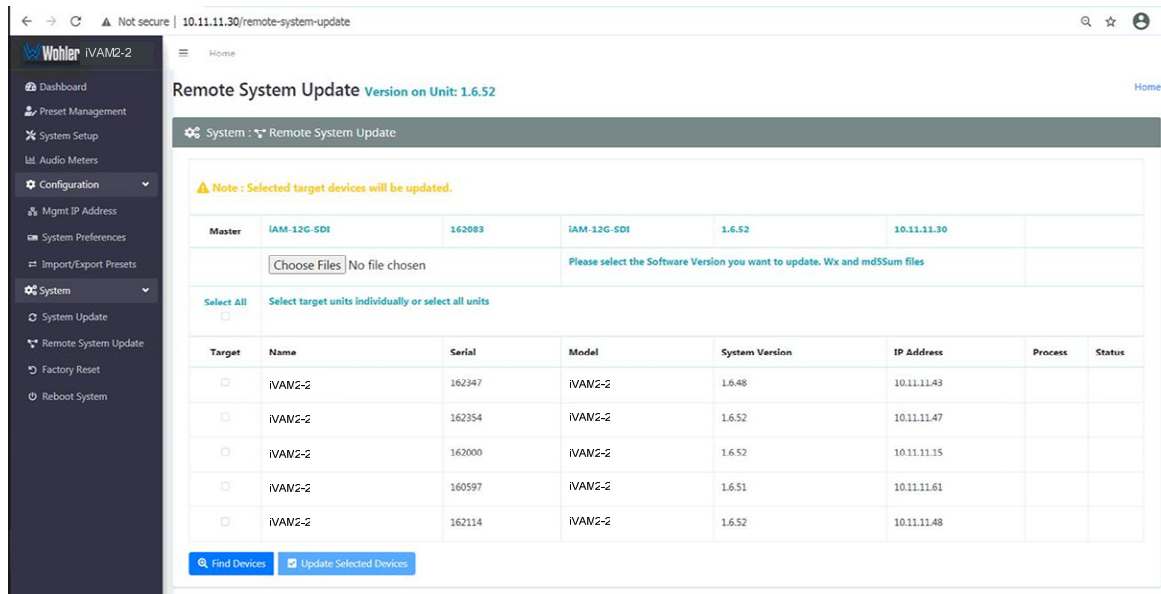 Not secure | 10.11.11.30/remote-system-update
Wohler iVAM2-2
Home
Dashboard
Preset Management
System Setup
Audio Meters
Configuration
Mgmt IP Address
System Preferences
Import/Export Presets
System
System Update
Remote System Update
Factory Reset
Reboot System
Remote System Update Version on Unit: 1.6.52
Home
System : Remote System Update
Note : Selected target devices will be updated.
Master iAM-12G-SDI 162083 iAM-12G-SDI 1.6.52 10.11.11.30
Choose Files No file chosen Please select the Software Version you want to update. Wx and md5Sum files
Select All Select target units individually or select all units
Target Name Serial Model System Version IP Address Process Status
iVAM2-2 162347 iVAM2-2 1.6.48 10.11.11.43
iVAM2-2 162354 iVAM2-2 1.6.52 10.11.11.47
iVAM2-2 162000 iVAM2-2 1.6.52 10.11.11.15
iVAM2-2 160597 iVAM2-2 1.6.51 10.11.11.61
iVAM2-2 162114 iVAM2-2 1.6.52 10.11.11.48
Find Devices Update Selected Devices